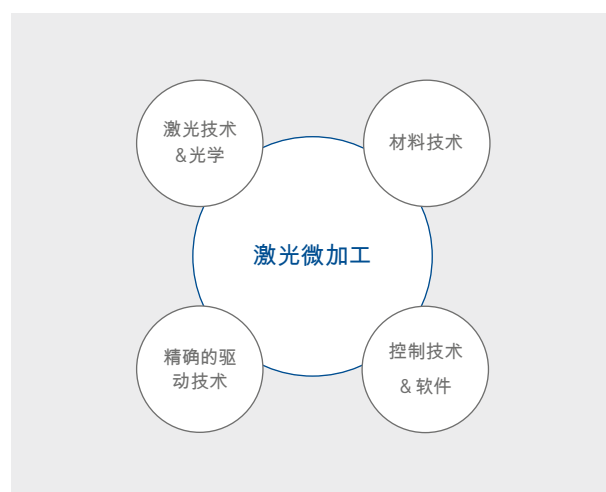 激光技术
&光学
材料技术
激光微加工
精确的驱
动技术
控制技术
& 软件